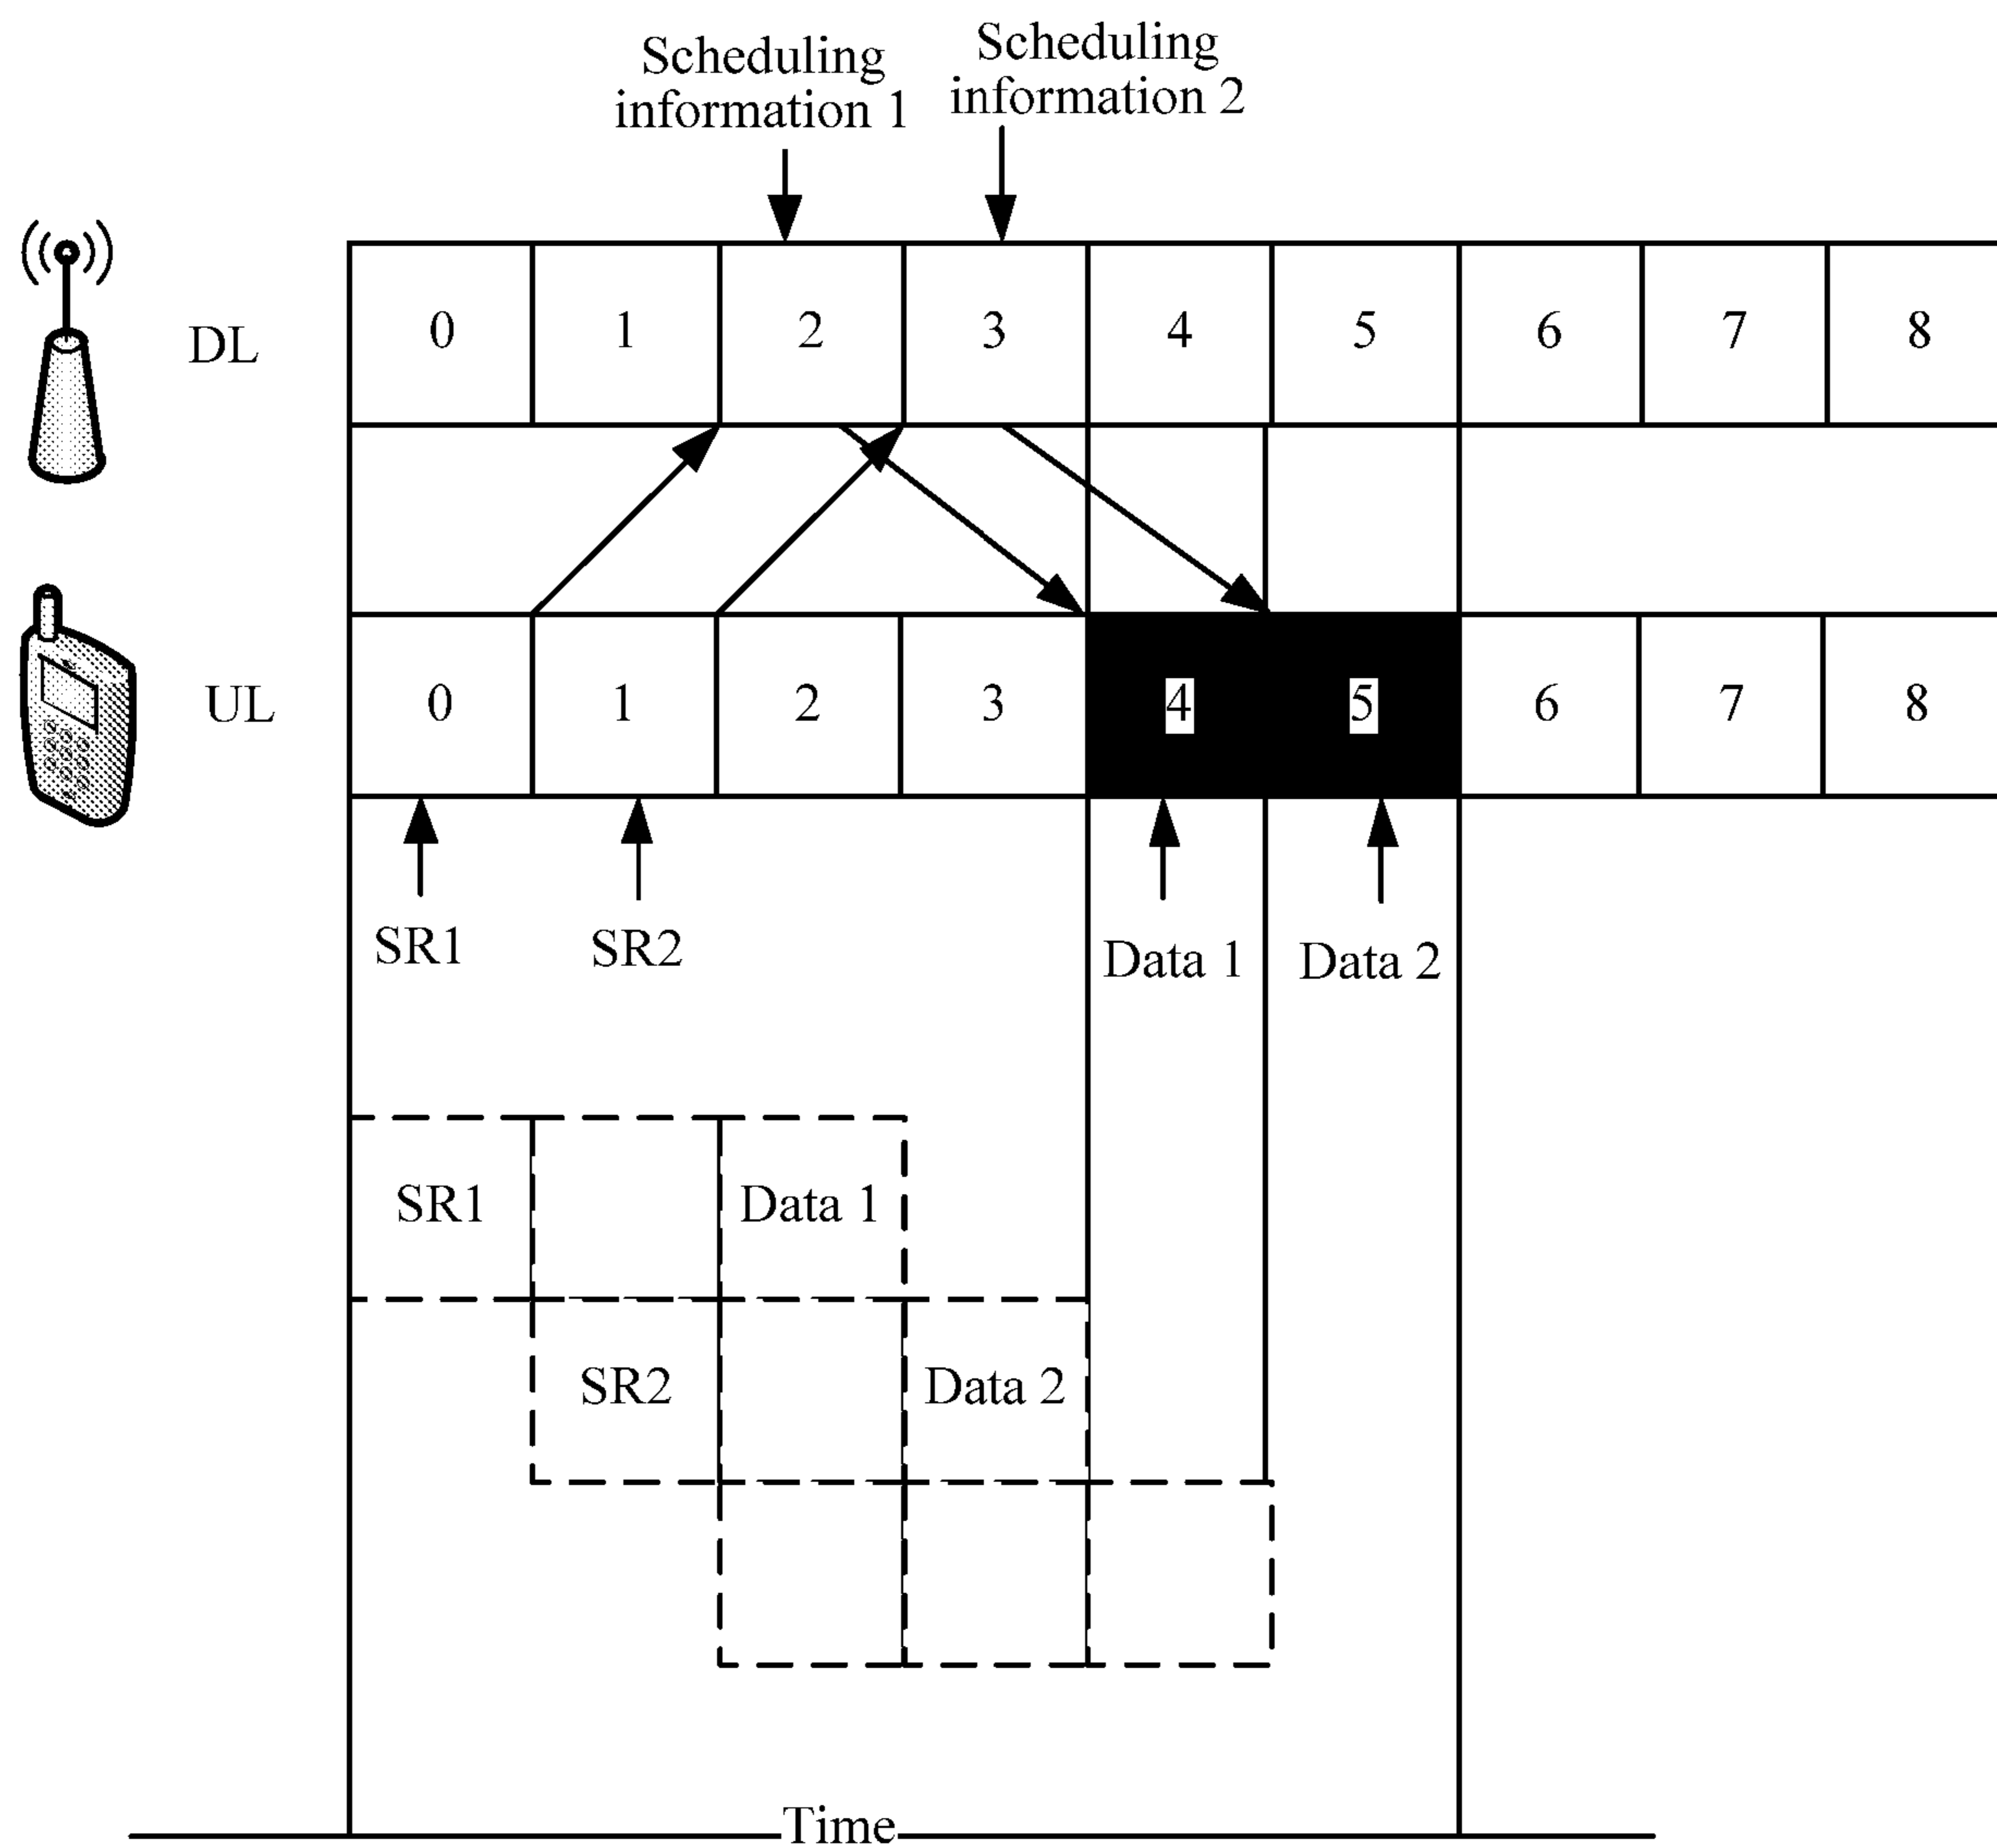 Scheduling
information 1
Scheduling
information 2
DL
0 1 2 3 4 5 6 7 8
UL
0 1 2 3 4 5 6 7 8
SR1
SR2
Data 1
Data 2
SR1
Data 1
SR2
Data 2
Time